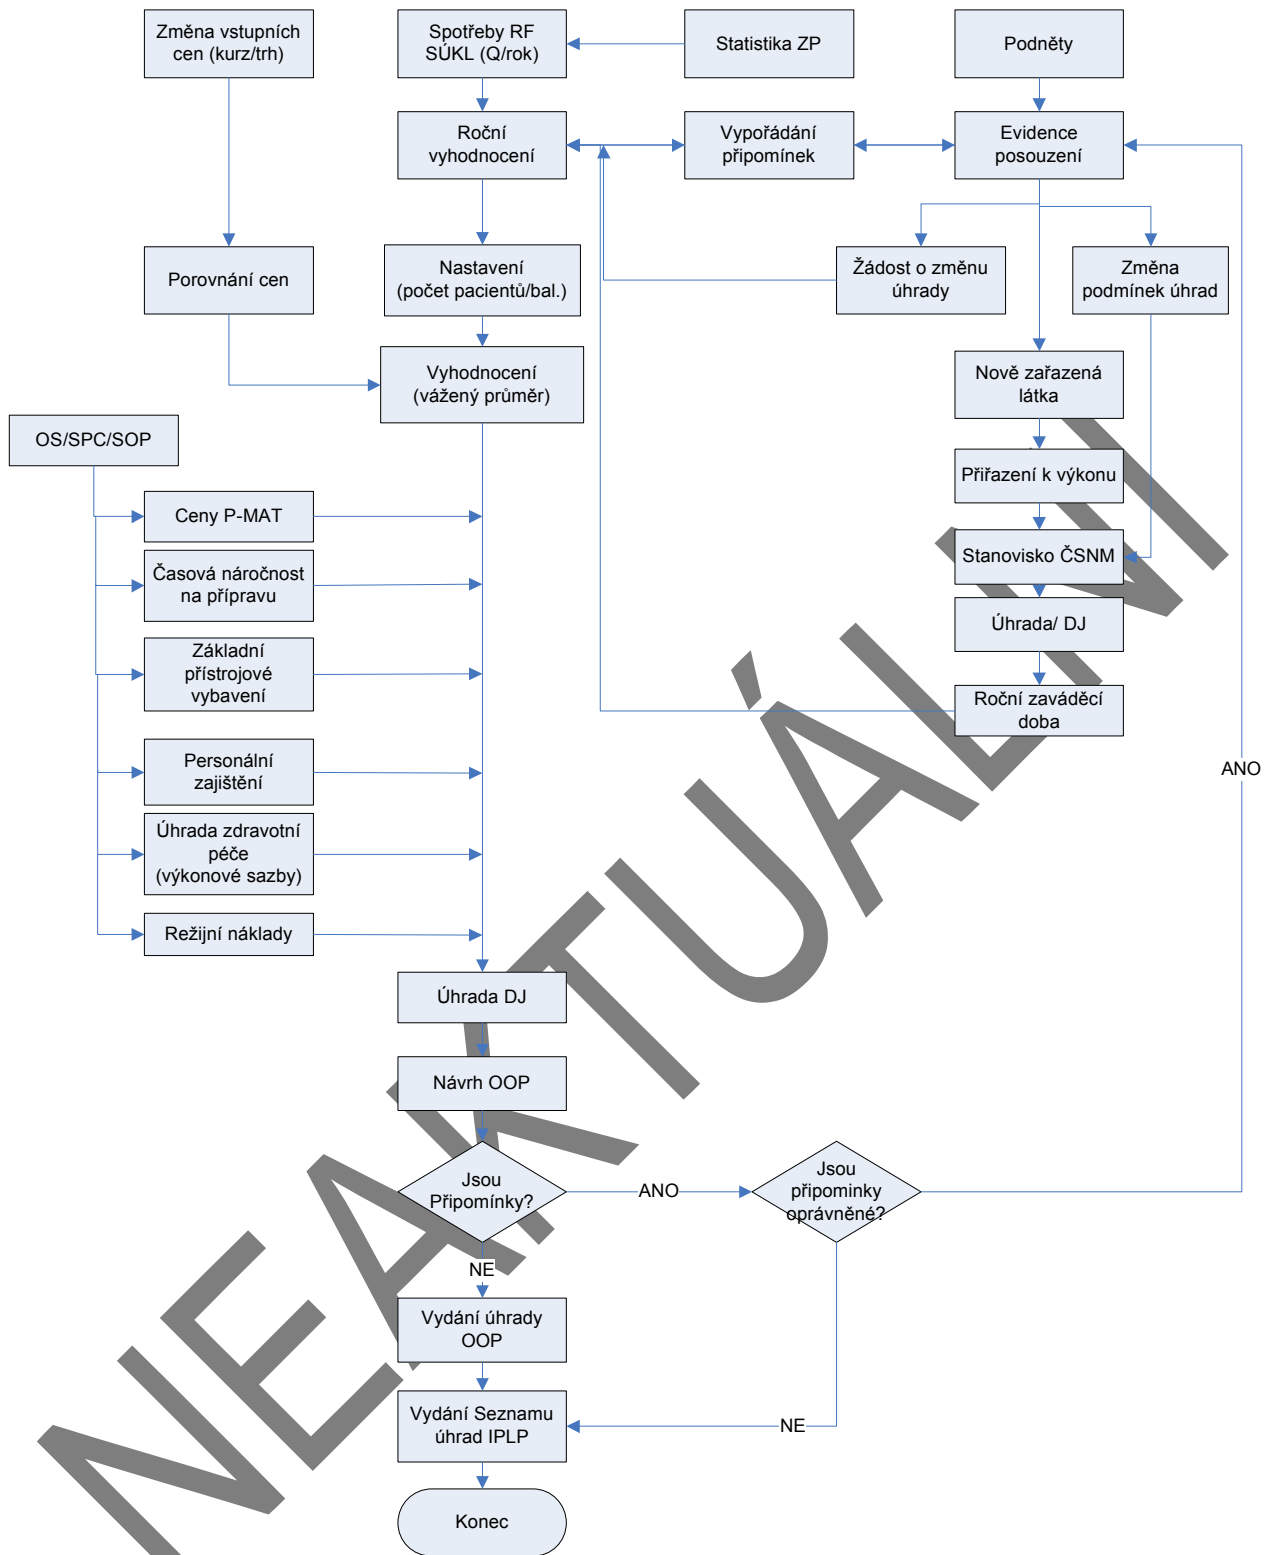 Změna vstupních
cen (kurz/trh)
Spotřeby RF
SÚKL (Q/rok)
Statistika ZP
Podněty
Roční
vyhodnocení
Vypořádání
připomínek
Evidence
posouzení
Porovnání cen
Nastavení
(počet pacientů/bal.)
Žádost o změnu
úhrady
Změna
podmínek úhrad
Vyhodnocení
(vážený průměr)
Nově zařazená
látka
OS/SPC/SOP
Přiřazení k výkonu
Ceny P-MAT
Stanovisko ČSNM
Časová náročnost
na přípravu
Úhrada/ DJ
Základní
přístrojové
vybavení
Roční zaváděcí
doba
Personální
zajištění
ANO
Úhrada zdravotní
péče
(výkonové sazby)
Režijní náklady
Úhrada DJ
Návrh OOP
Jsou
Připomínky?
ANO
Jsou
připominky
oprávněné?
NE
Vydání úhrady
OOP
Vydání Seznamu
úhrad IPLP
NE
Konec
NEAKTUÁLNÍ